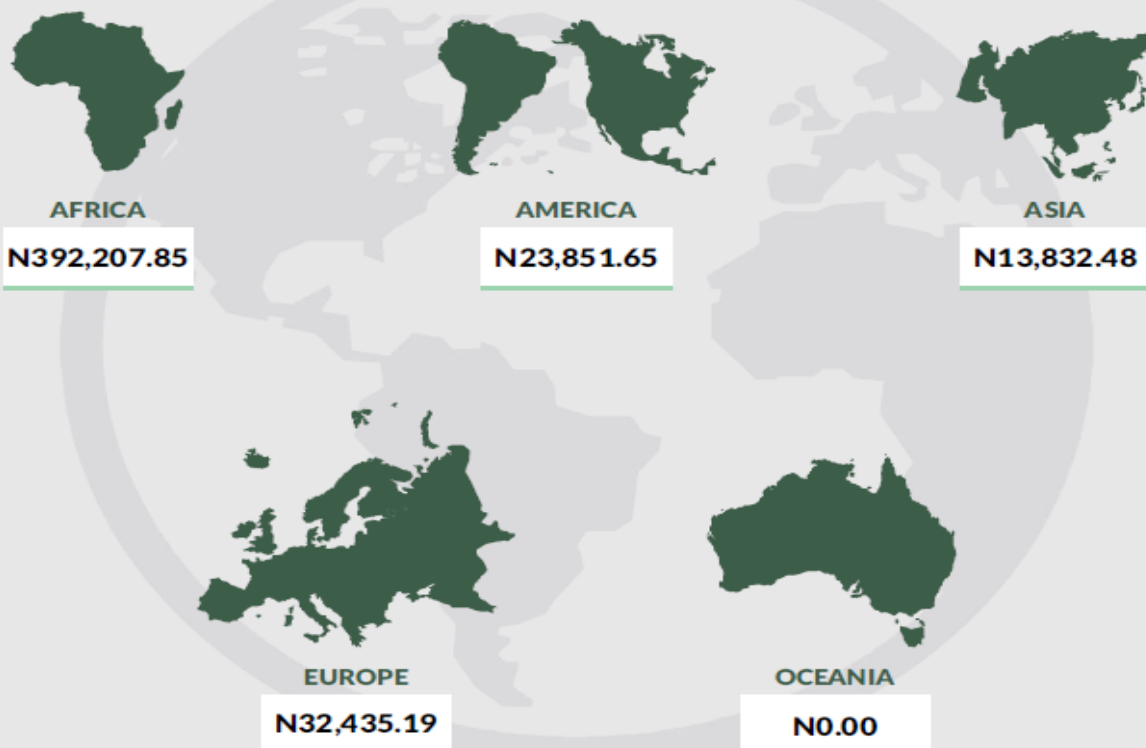 AFRICA
N392,207.85
AMERICA
N23,851.65
ASIA
N13,832.48
EUROPE
N32,435.19
OCEANIA
N0.00